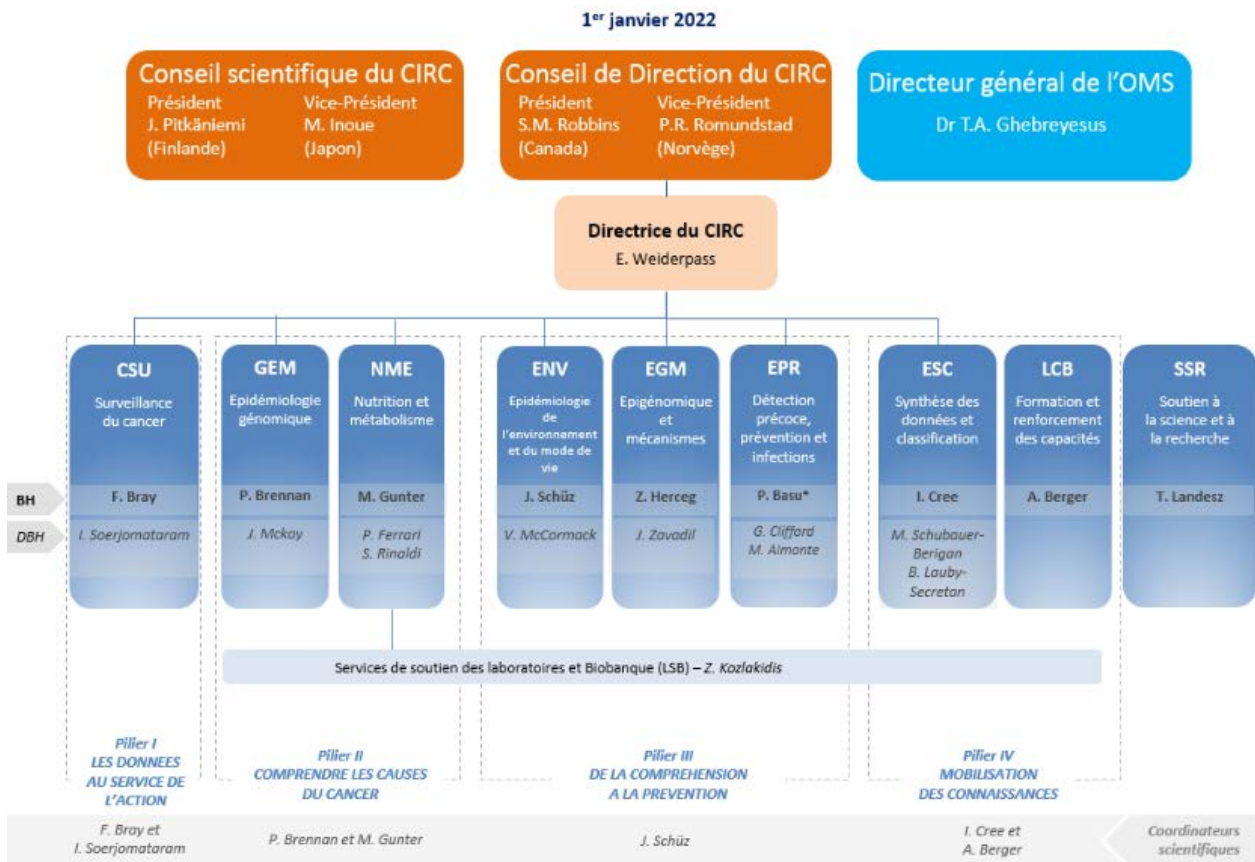 1er janvier 2022
Conseil scientifique du CIRC
Président
J. Pitkäniemi
(Finlande)
Vice-Président
M. Inoue
(Japon)
Conseil de Direction du CIRC
Président
S.M. Robbins
(Canada)
Vice-Président
P.R. Romundstad
(Norvège)
Directeur général de l'OMS
Dr T.A. Ghebreyesus
Directrice du CIRC
E. Weiderpass
CSU
Surveillance
du cancer
GEM
Epidémiologie
génomique
NME
Nutrition et
métabolisme
ENV
Epidémiologie
de
l'environnement
et du mode de
vie
EGM
Epigénomique
et
mécanismes
EPR
Détection
précoce,
prévention et
infections
ESC
Synthèse des
données et
classification
LCB
Formation et
renforcement
des capacités
SSR
Soutien à
la science et à
la recherche
BH
F. Bray
P. Brennan
M. Gunter
J. Schüz
Z. Herceg
P. Basu*
I. Cree
A. Berger
T. Landesz
DBH
I. Soerjomataram
J. Mckay
P. Ferrari
S. Rinaldi
V. McCormack
J. Zavadil
G. Clifford
M. Almonte
M. Schubauer-
Berigan
B. Lauby-
Secretan
Services de soutien des laboratoires et Biobanque (LSB) – Z. Kozlakidis
Pilier I
LES DONNEES
AU SERVICE DE
L'ACTION
Pilier II
COMPRENDRE LES CAUSES
DU CANCER
Pilier III
DE LA COMPREHENSION
A LA PREVENTION
Pilier IV
MOBILISATION
DES CONNAISSANCES
F. Bray et
I. Soerjomataram
P. Brennan et M. Gunter
J. Schüz
I. Cree et
A. Berger
Coordinateurs
scientifiques